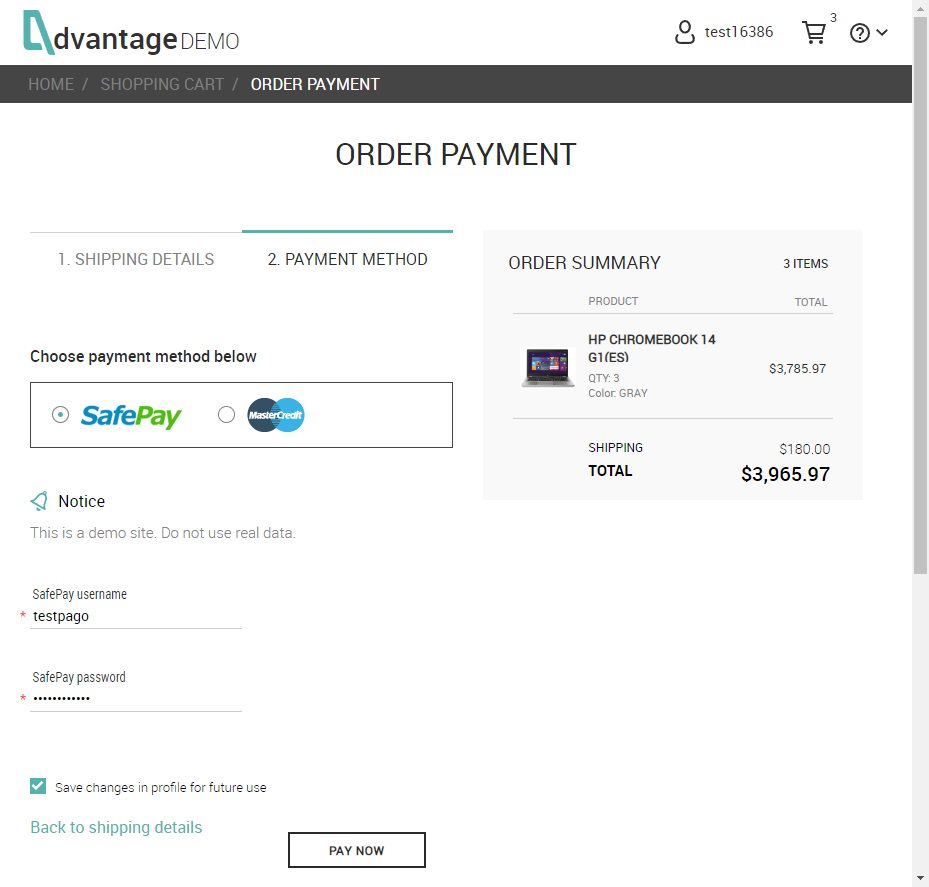 dvantage DEMO
test16386
3
HOME / SHOPPING CART / ORDER PAYMENT
ORDER PAYMENT
1. SHIPPING DETAILS
2. PAYMENT METHOD
Choose payment method below
SafePay
MasterCredit
Notice
This is a demo site. Do not use real data.
SafePay username
* testpago
SafePay password
* ••••••••••••
Save changes in profile for future use
Back to shipping details
PAY NOW
ORDER SUMMARY
3 ITEMS
PRODUCT
TOTAL
HP CHROMEBOOK 14
G1(ES)
$3,785.97
QTY: 3
Color: GRAY
SHIPPING
$180.00
TOTAL
$3,965.97